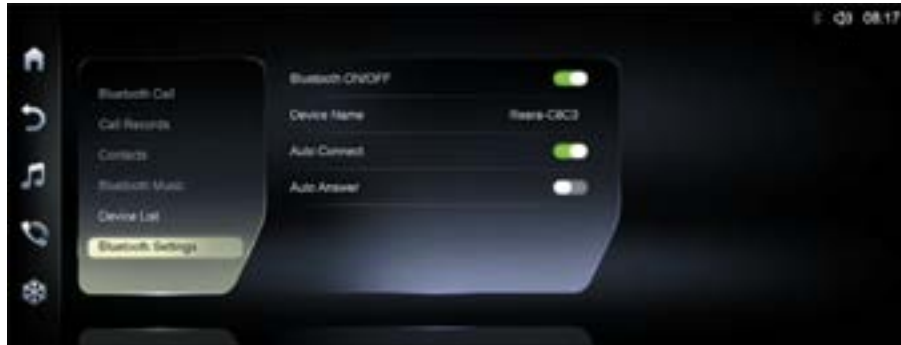 08.17
Bluetooth Call
Call Records
Contacts
Bluetooth Music
Device List
Bluetooth Settings
Bluetooth ON/OFF
Device Name
Auto Connect
Auto Answer